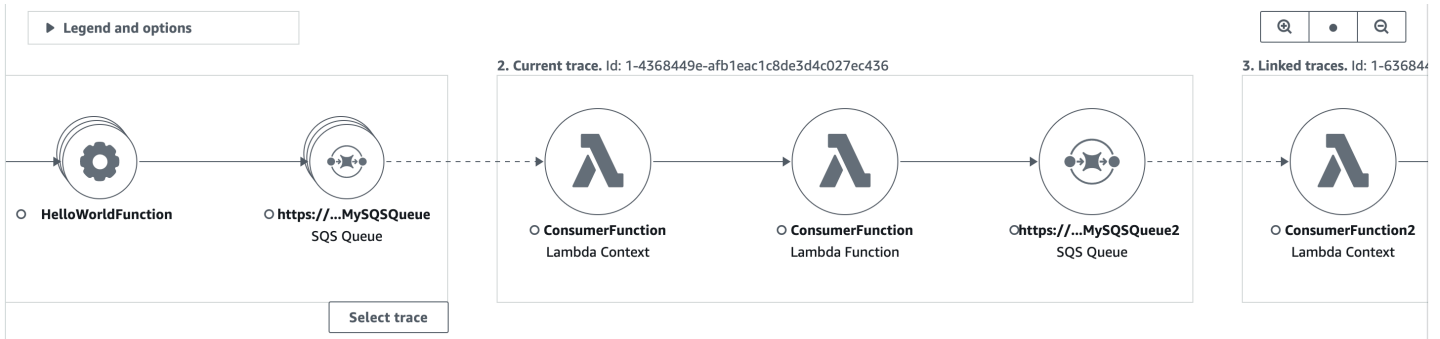 Legend and options
2. Current trace. Id: 1-4368449e-afb1eac1c8de3d4c027ec436
3. Linked traces. Id: 1-63684
HelloWorldFunction
https://...MySQSQueue
SQS Queue
ConsumerFunction
Lambda Context
ConsumerFunction
Lambda Function
https://...MySQSQueue2
SQS Queue
ConsumerFunction2
Lambda Context
Select trace